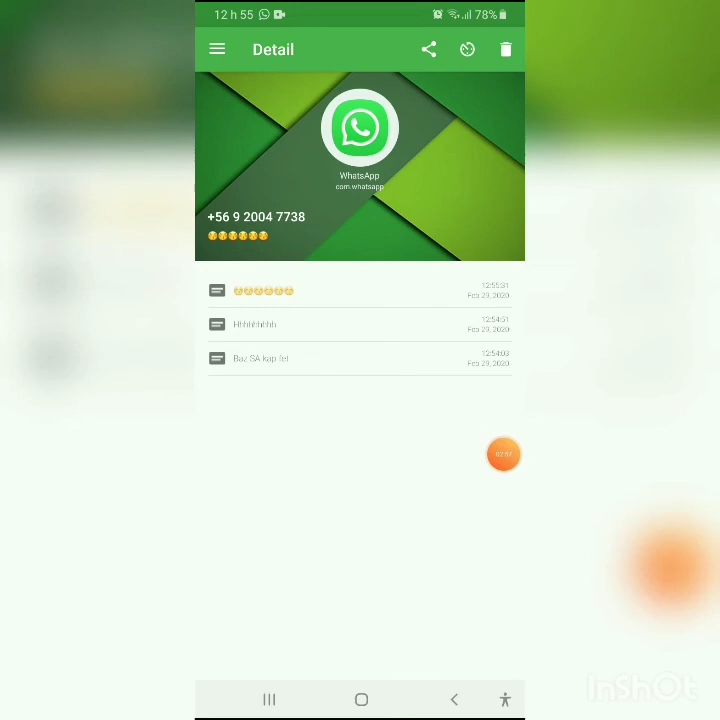 12 h 55
78%
Detail
WhatsApp
com.whatsapp
+56 9 2004 7738
😚😚😚😚😚😚
😚😚😚😚😚😚
12:55:31
Feb 29, 2020
Hhhhhhhh
12:54:51
Feb 29, 2020
Baz SA kap fet
12:54:03
Feb 29, 2020
InShOt